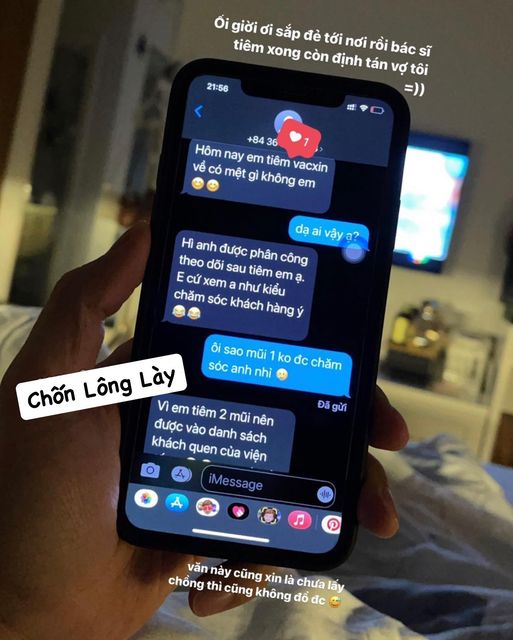 Ối giời ơi sắp đẻ tới nơi rồi bác sĩ
tiêm xong còn định tán vợ tôi
=))
21:56
+84 36
1
Hôm nay em tiêm vacxin
về có mệt gì không em
😊😊
dạ ai vậy ạ?
Hì anh được phân công
theo dõi sau tiêm em ạ.
E cứ xem a như kiểu
chăm sóc khách hàng ý
😂😂
ôi sao mũi 1 ko đc chăm
sóc anh nhỉ
Đã gửi
Chốn Lông Lày
Vì em tiêm 2 mũi nên
được vào danh sách
khách quen của viện
iMessage
văn này cũng xin là chưa lấy
chồng thì cũng không đổ đc 😅